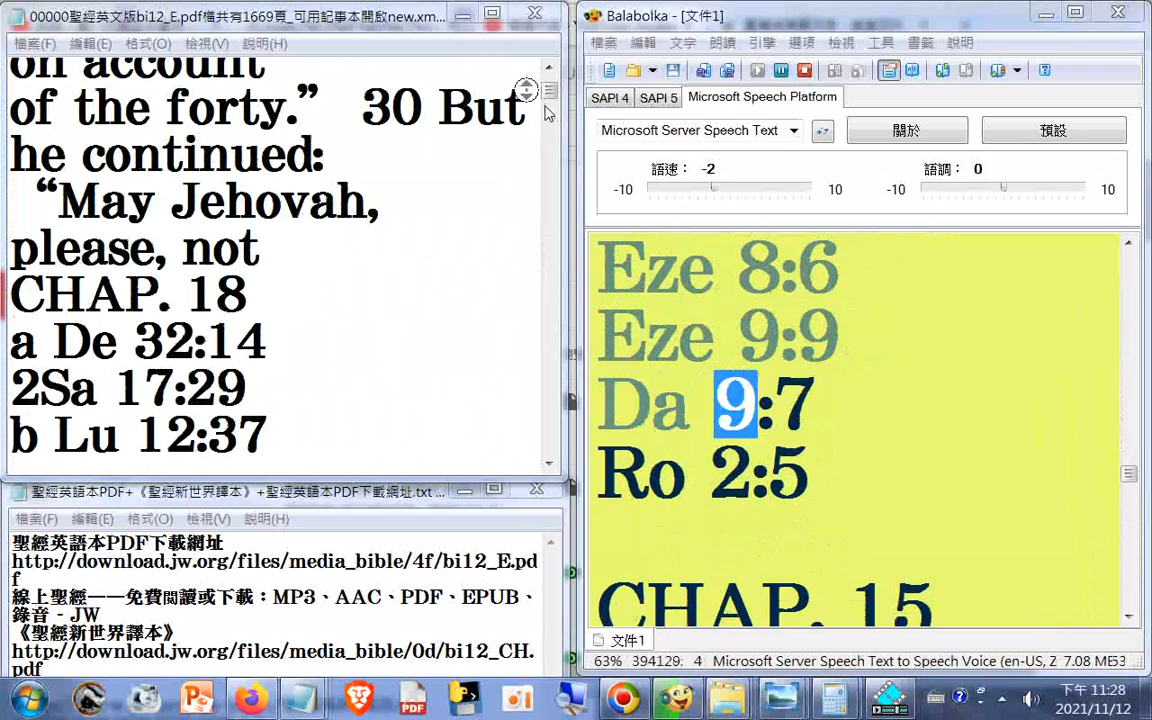 00000聖經英文版bi12_E.pdf檔共有1669頁_可用記事本開啟new.xm...
檔案(F) 編輯(E) 格式(O) 檢視(V) 說明(H)
on account
of the forty.” 30 But
he continued:
“May Jehovah,
please, not
CHAP. 18
a De 32:14
2Sa 17:29
b Lu 12:37
聖經英語本PDF+《聖經新世界譯本》+聖經英語本PDF下載網址.txt ...
檔案(F) 編輯(E) 格式(O) 檢視(V) 說明(H)
聖經英語本PDF下載網址
http://download.jw.org/files/media_bible/4f/bi12_E.pd
f
線上聖經──免費閱讀或下載：MP3、AAC、PDF、EPUB、
錄音 - JW
《聖經新世界譯本》
http://download.jw.org/files/media_bible/0d/bi12_CH.
pdf
Balabolka - [文件1]
檔案 編輯 文字 朗讀 引擎 選項 檢視 工具 書籤 說明
SAPI 4 SAPI 5 Microsoft Speech Platform
Microsoft Server Speech Text 關於 預設
語速： -2 語調： 0
-10 10 -10 10
Eze 8:6
Eze 9:9
Da 9:7
Ro 2:5
CHAP. 15
文件1
63% 394129: 4 Microsoft Server Speech Text to Speech Voice (en-US, Z 7.08 ME53
PDF
下午 11:28
2021/11/12